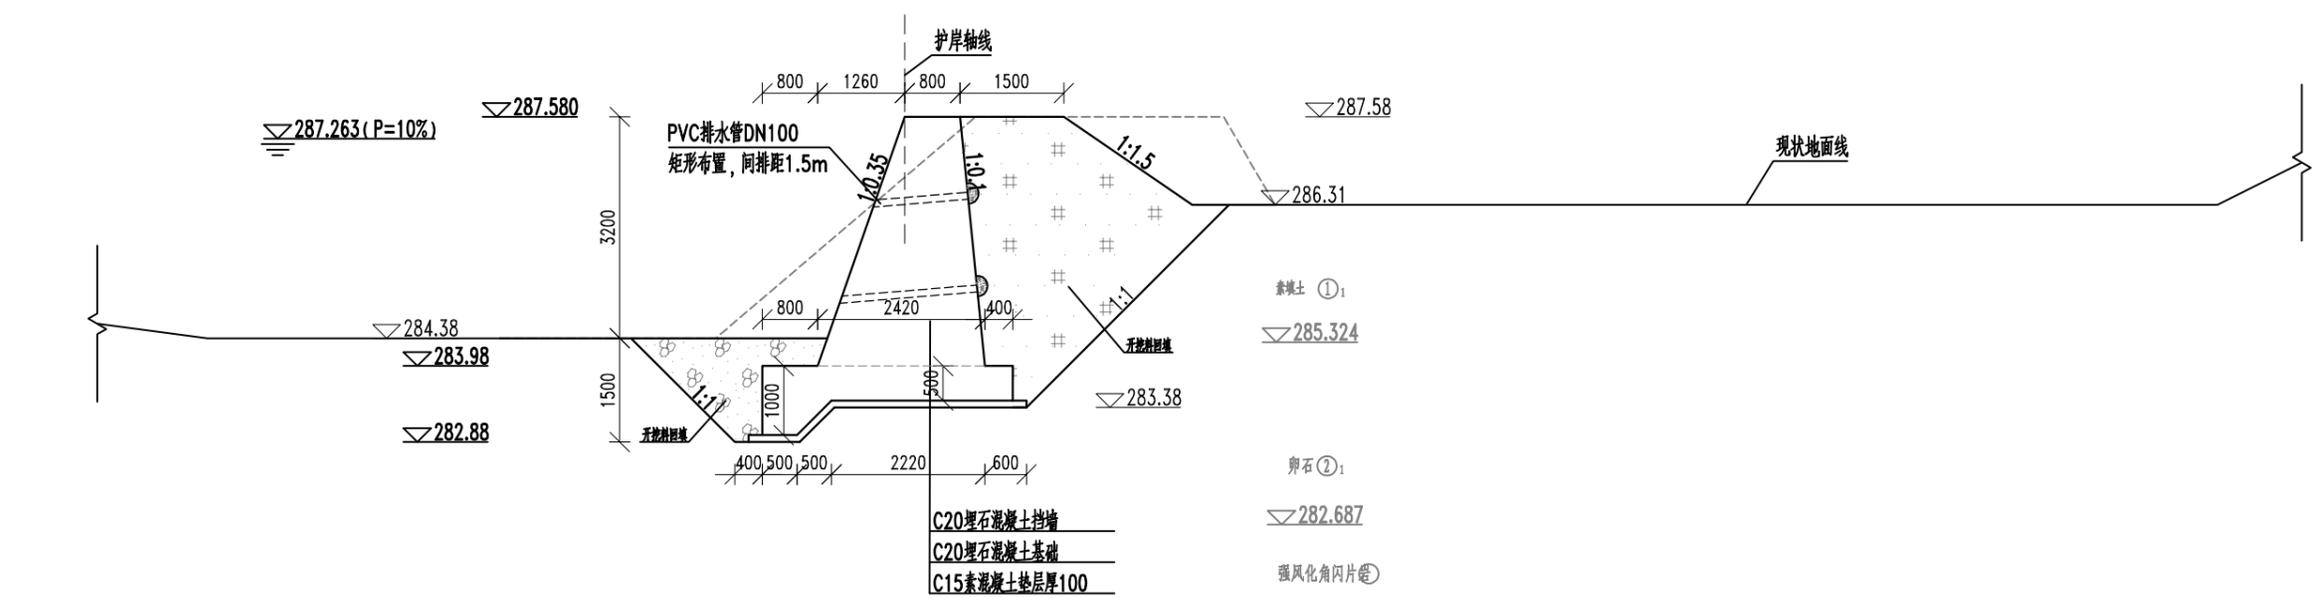 护岸轴线
800 1260 800 1500
287.580
287.58
287.263(P=10%)
PVC排水管DN100
矩形布置,间排距1.5m
1:0.35
1:0.1
1:1.5
现状地面线
286.31
3200
素填土 ①1
800 2420 400
1:1
284.38
285.324
开挖料回填
283.98
500
1500
1000
1:1
283.38
282.88
开挖料回填
400 500 500 2220 600
卵石 ②1
C20埋石混凝土挡墙
282.687
C20埋石混凝土基础
强风化角闪片岩
C15素混凝土垫层厚100